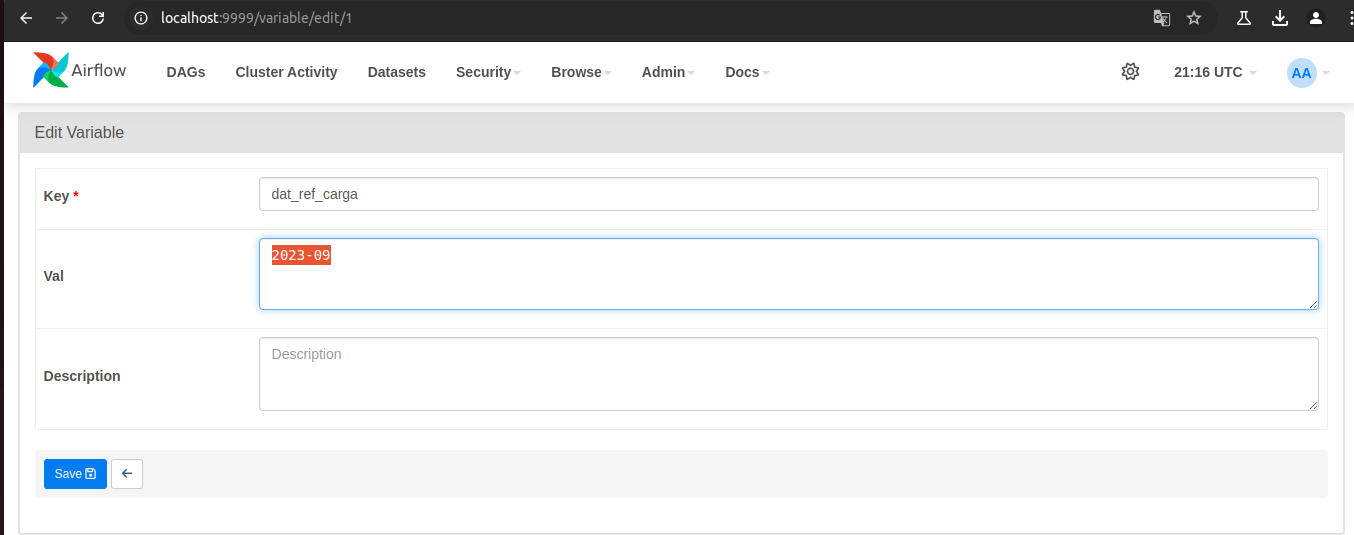 localhost:9999/variable/edit/1
Airflow DAGs Cluster Activity Datasets Security Browse Admin Docs 21:16 UTC AA
Edit Variable
Key * dat_ref_carga
Val 2023-09
Description Description
Save